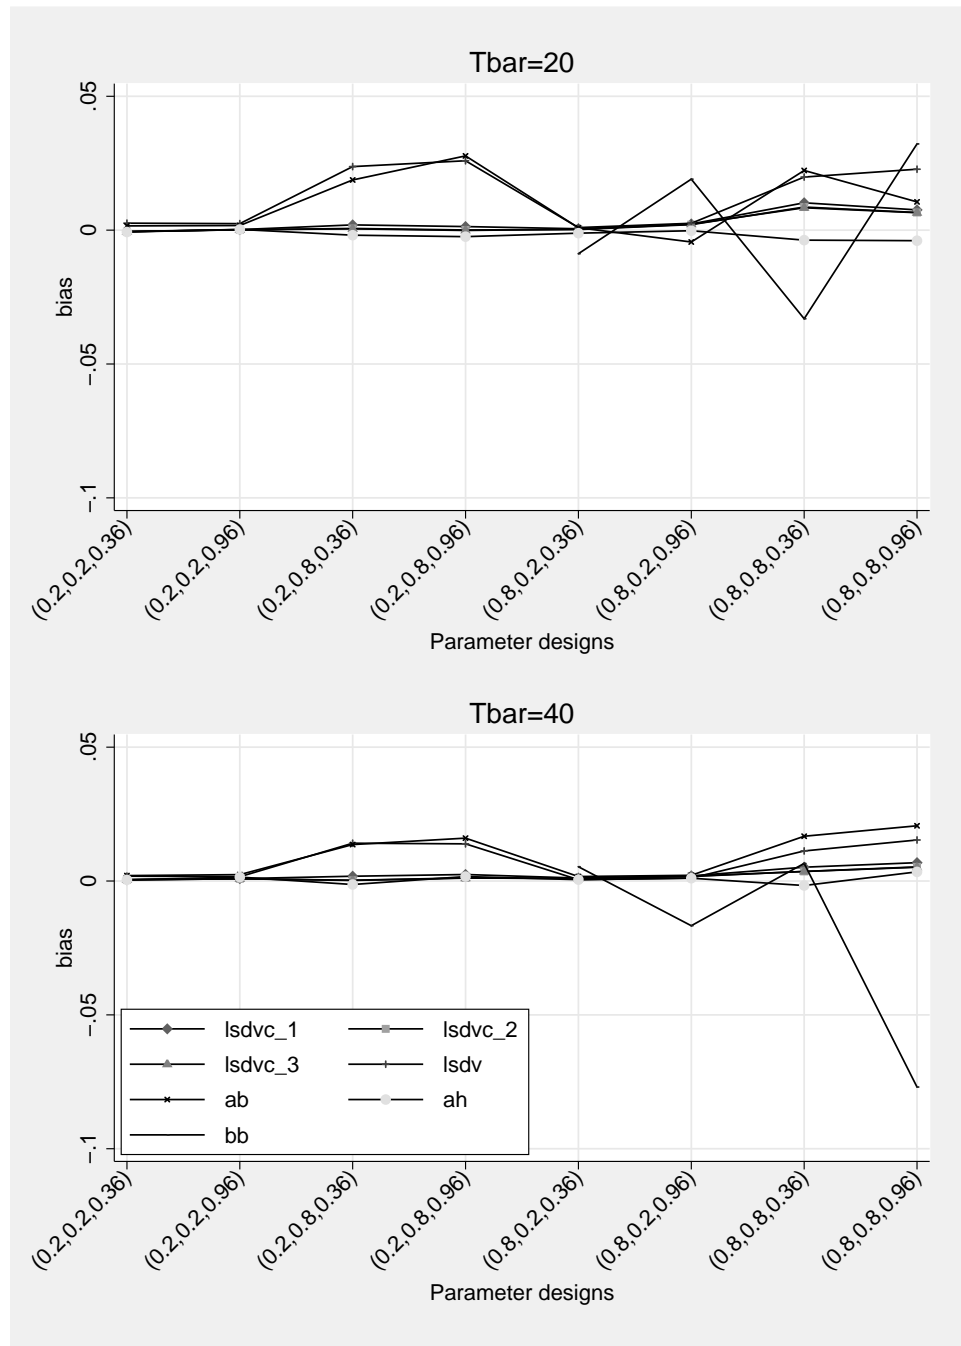 Tbar=20
.05
0
−.05
−.1
bias
(0.2,0.2,0.36)
(0.2,0.2,0.96)
(0.2,0.8,0.36)
(0.2,0.8,0.96)
(0.8,0.2,0.36)
(0.8,0.2,0.96)
(0.8,0.8,0.36)
(0.8,0.8,0.96)
Parameter designs
Tbar=40
.05
0
−.05
−.1
bias
lsdvc_1 lsdvc_2
lsdvc_3 lsdv
ab ah
bb
(0.2,0.2,0.36)
(0.2,0.2,0.96)
(0.2,0.8,0.36)
(0.2,0.8,0.96)
(0.8,0.2,0.36)
(0.8,0.2,0.96)
(0.8,0.8,0.36)
(0.8,0.8,0.96)
Parameter designs